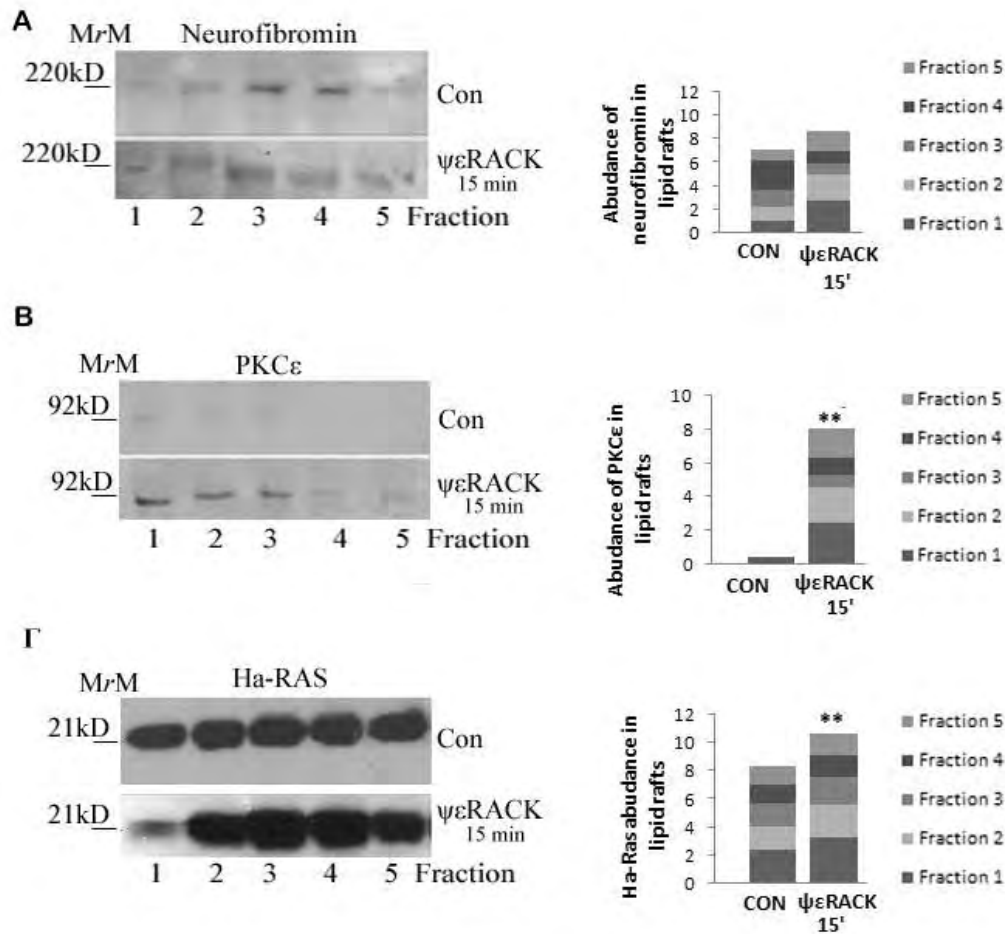 A
MrM Neurofibromin
220kD
Con
220kD
ψεRACK
15 min
1 2 3 4 5 Fraction
Abudance of
neurofibromin in
lipid rafts
12
10
8
6
4
2
0
CON ψεRACK
15'
Fraction 5
Fraction 4
Fraction 3
Fraction 2
Fraction 1
B
MrM PKCε
92kD
Con
92kD
ψεRACK
15 min
1 2 3 4 5 Fraction
Abudance of PKCε in
lipid rafts
10
8
6
4
2
0
**
CON ψεRACK
15'
Fraction 5
Fraction 4
Fraction 3
Fraction 2
Fraction 1
Γ
MrM Ha-RAS
21kD
Con
21kD
ψεRACK
15 min
1 2 3 4 5 Fraction
Ha-Ras abudance in
lipid rafts
12
10
8
6
4
2
0
**
CON ψεRACK
15'
Fraction 5
Fraction 4
Fraction 3
Fraction 2
Fraction 1